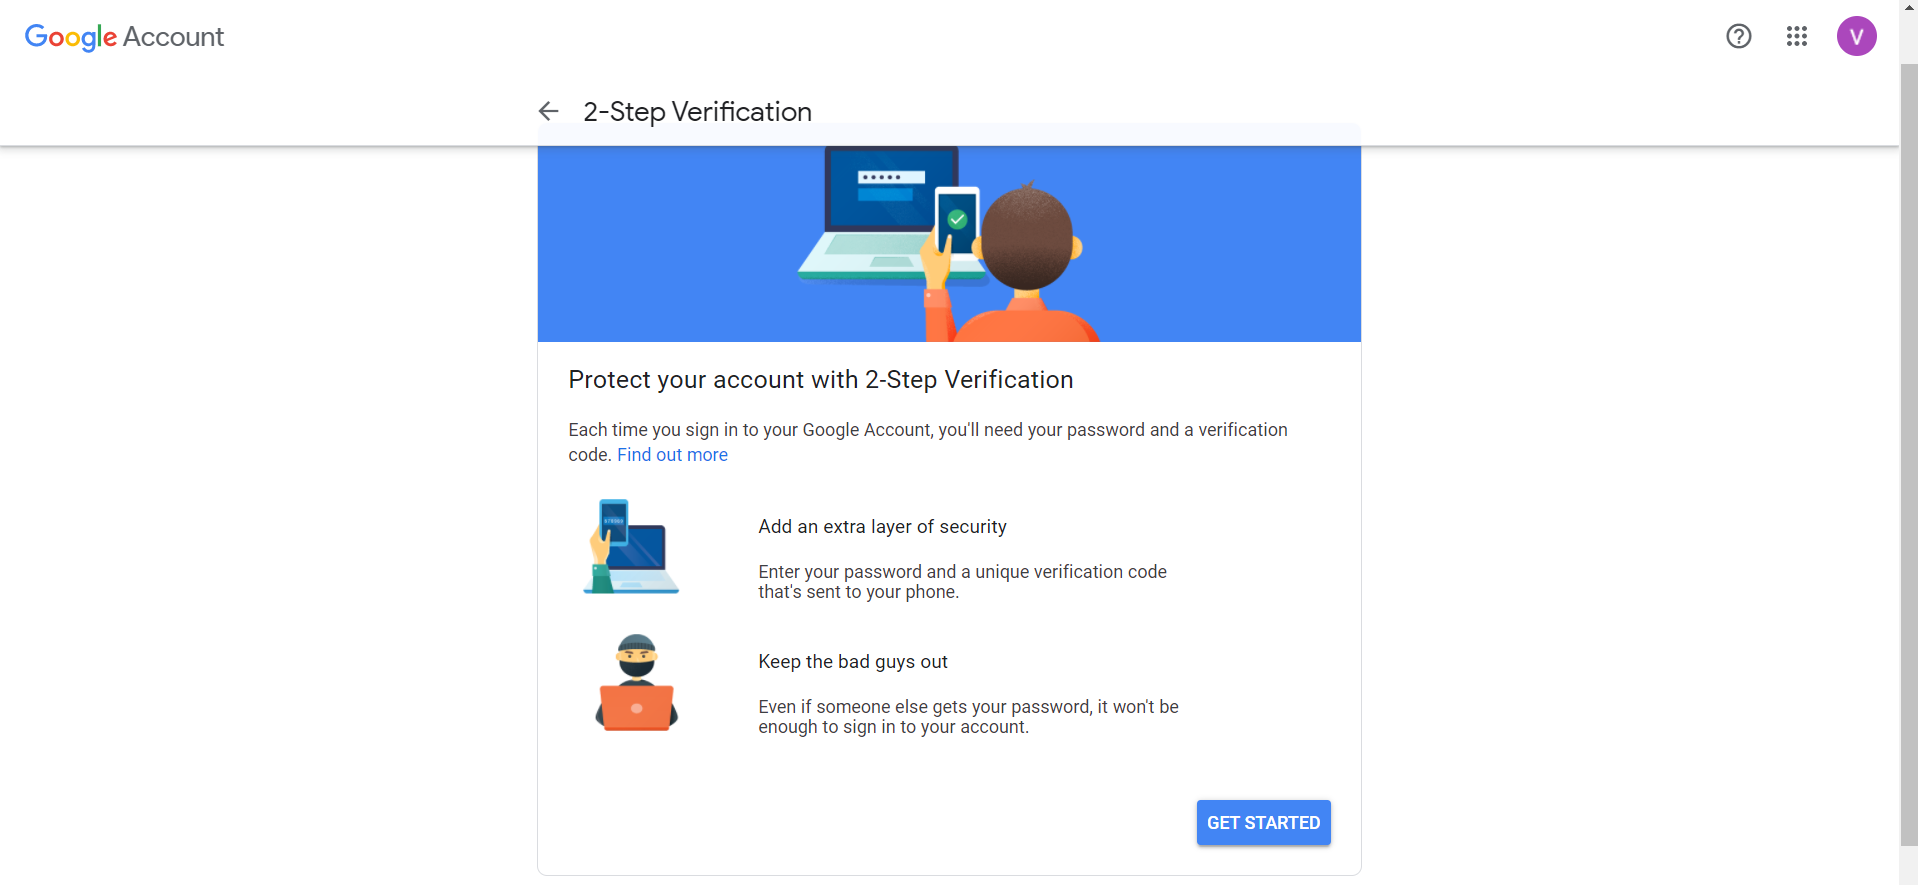 Google Account
V
2-Step Verification
Protect your account with 2-Step Verification
Each time you sign in to your Google Account, you'll need your password and a verification
code. Find out more
Add an extra layer of security
Enter your password and a unique verification code
that's sent to your phone.
Keep the bad guys out
Even if someone else gets your password, it won't be
enough to sign in to your account.
GET STARTED